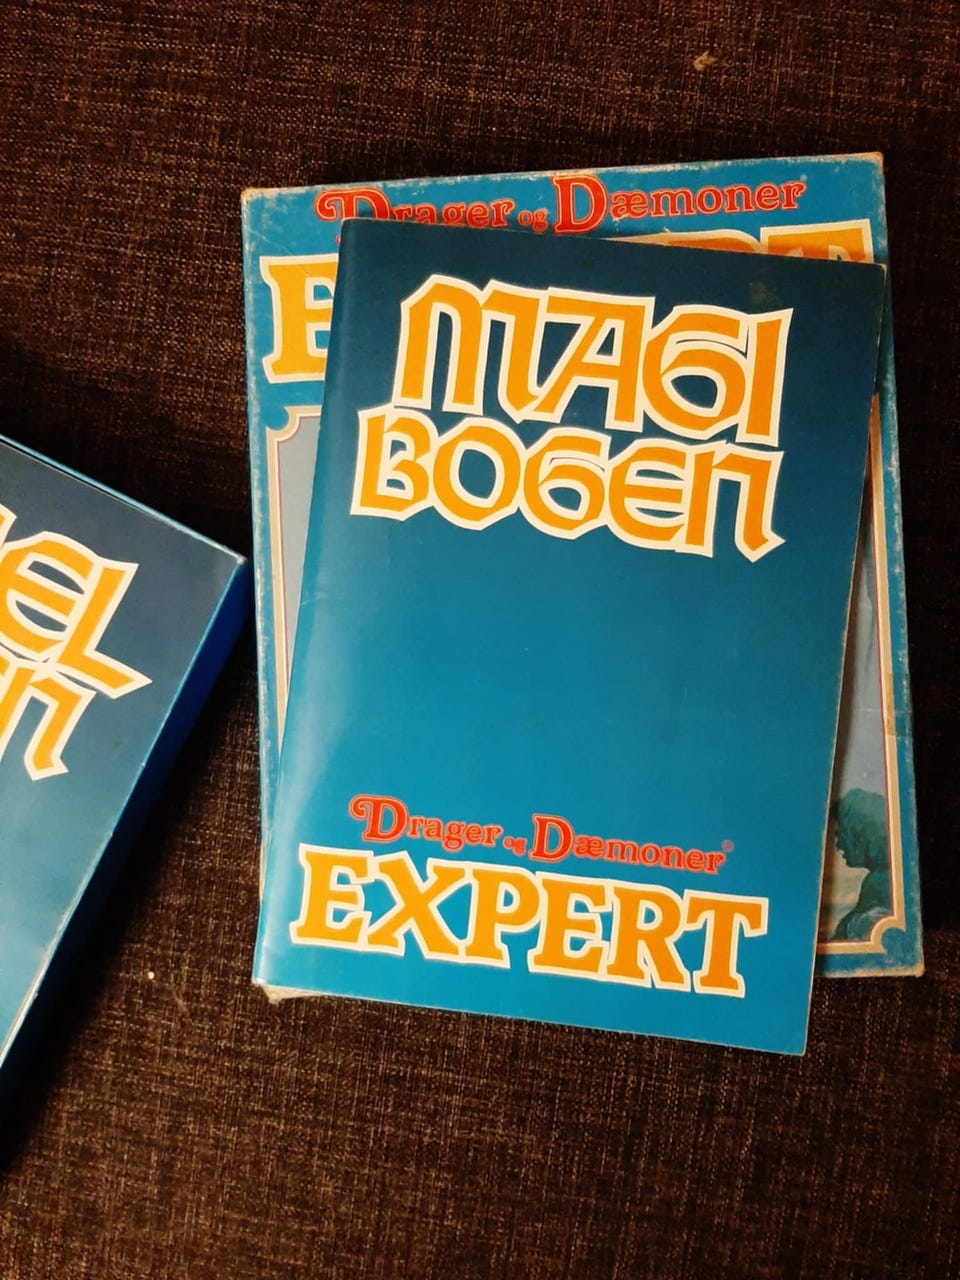 Drager og Dæmoner®
MAGI
BOGEN
Drager og Dæmoner®
EXPERT